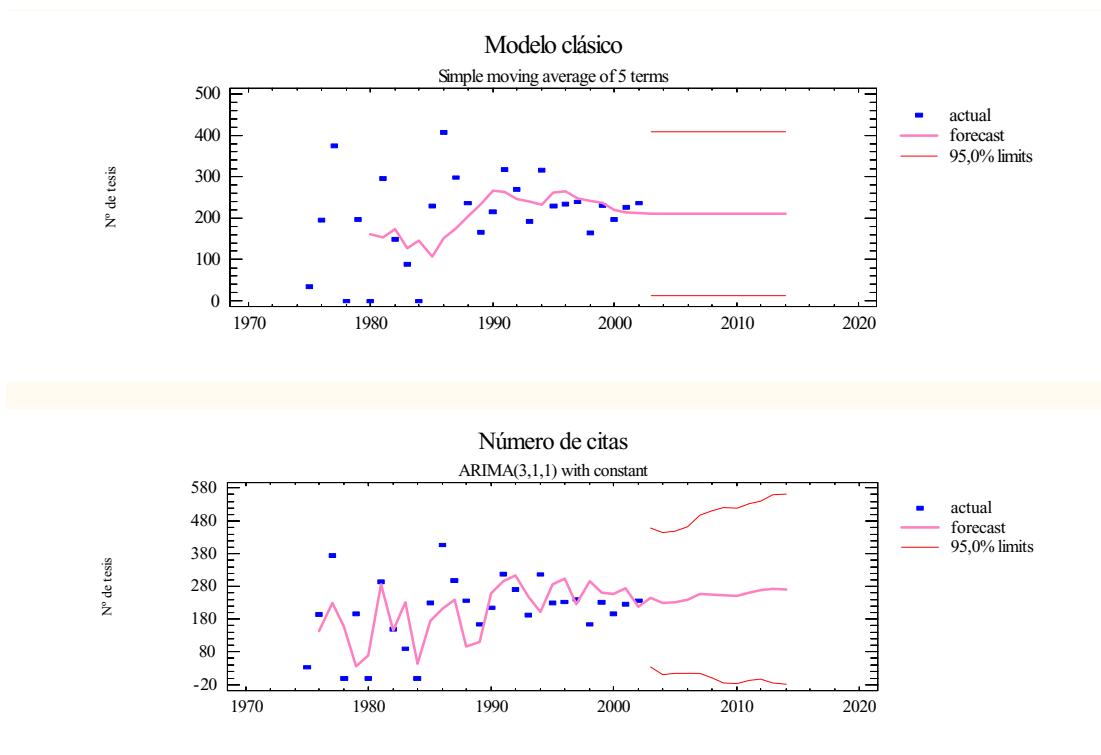 Modelo clásico
Simple moving average of 5 terms
Nº de tesis
500
400
300
200
100
0
1970 1980 1990 2000 2010 2020
actual
forecast
95,0% limits
Número de citas
ARIMA(3,1,1) with constant
Nº de tesis
580
480
380
280
180
80
-20
1970 1980 1990 2000 2010 2020
actual
forecast
95,0% limits